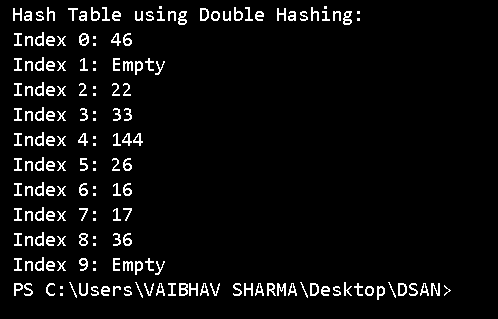 Hash Table using Double Hashing:
Index 0: 46
Index 1: Empty
Index 2: 22
Index 3: 33
Index 4: 144
Index 5: 26
Index 6: 16
Index 7: 17
Index 8: 36
Index 9: Empty
PS C:\Users\VAIBHAV SHARMA\Desktop\DSAN>